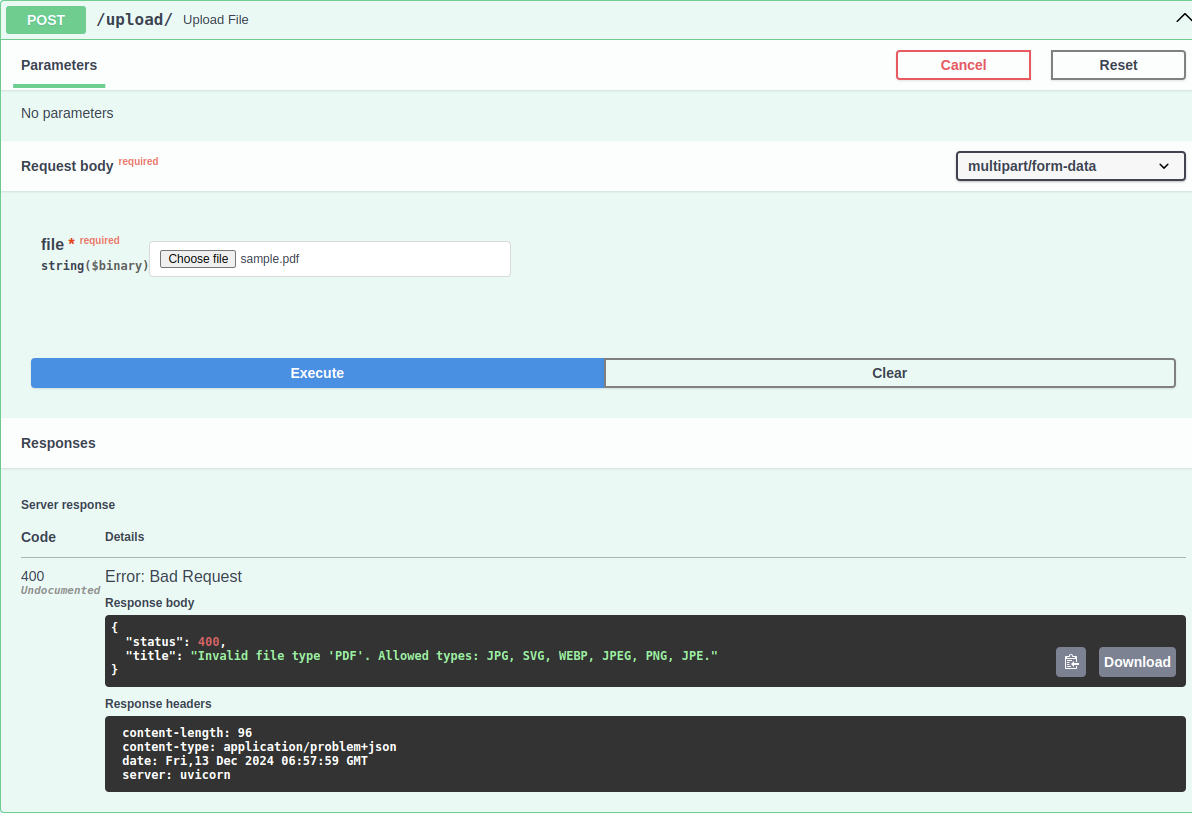 POST /upload/ Upload File
Parameters
Cancel
Reset
No parameters
Request body required
multipart/form-data
file * required
string($binary)
Choose file sample.pdf
Execute
Clear
Responses
Server response
Code Details
400 Error: Bad Request
Undocumented
Response body
{
  "status": 400,
  "title": "Invalid file type 'PDF'. Allowed types: JPG, SVG, WEBP, JPEG, PNG, JPE."
}
Download
Response headers
content-length: 96
content-type: application/problem+json
date: Fri,13 Dec 2024 06:57:59 GMT
server: uvicorn